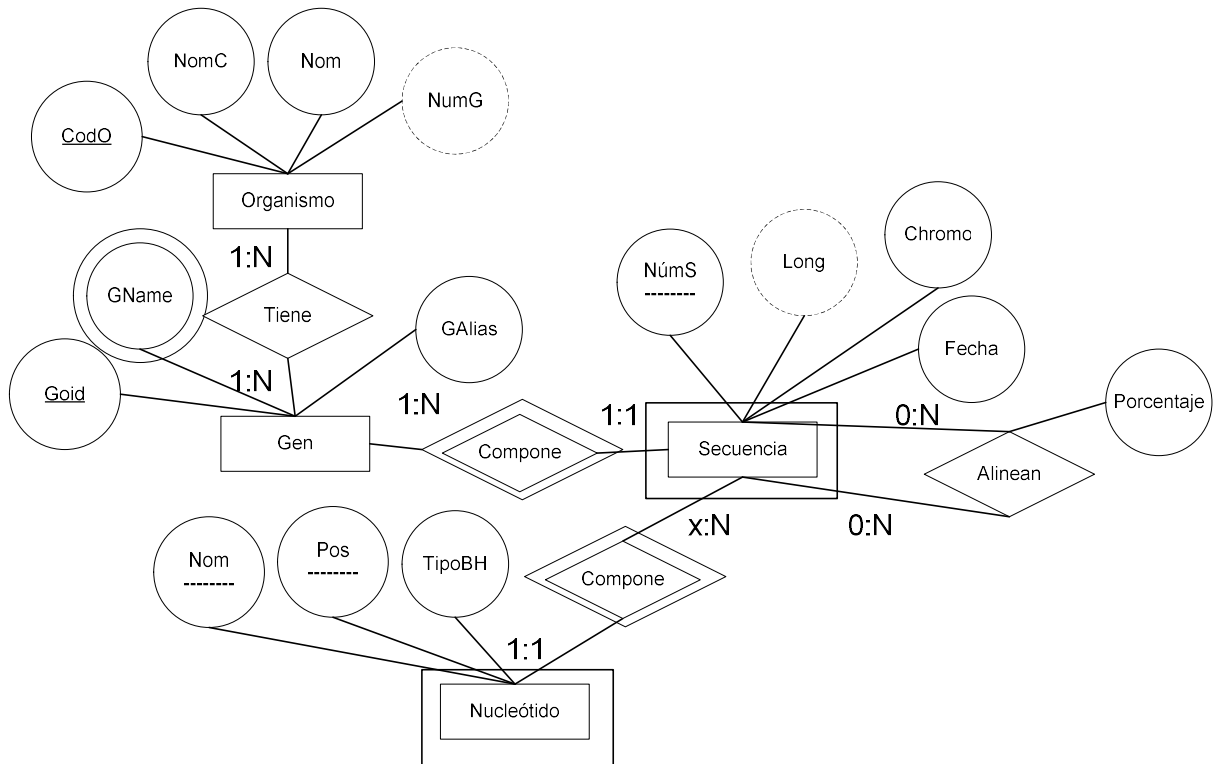 NomC
Nom
NumG
CodO
Organismo
1:N
GName
Tiene
1:N
Goid
GAlias
Gen
1:N
Compone
1:1
NúmS
Long
Chromo
Fecha
Secuencia
0:N
Porcentaje
Alinean
0:N
x:N
Compone
Nom
Pos
TipoBH
1:1
Nucleótido